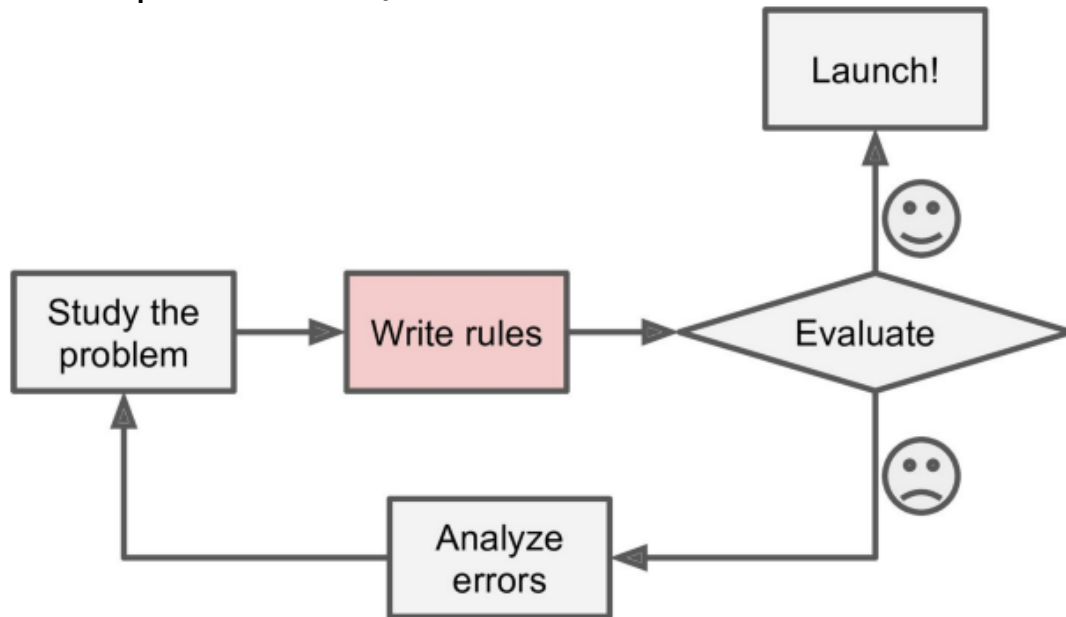 Launch!
Study the
problem
Write rules
Evaluate
Analyze
errors